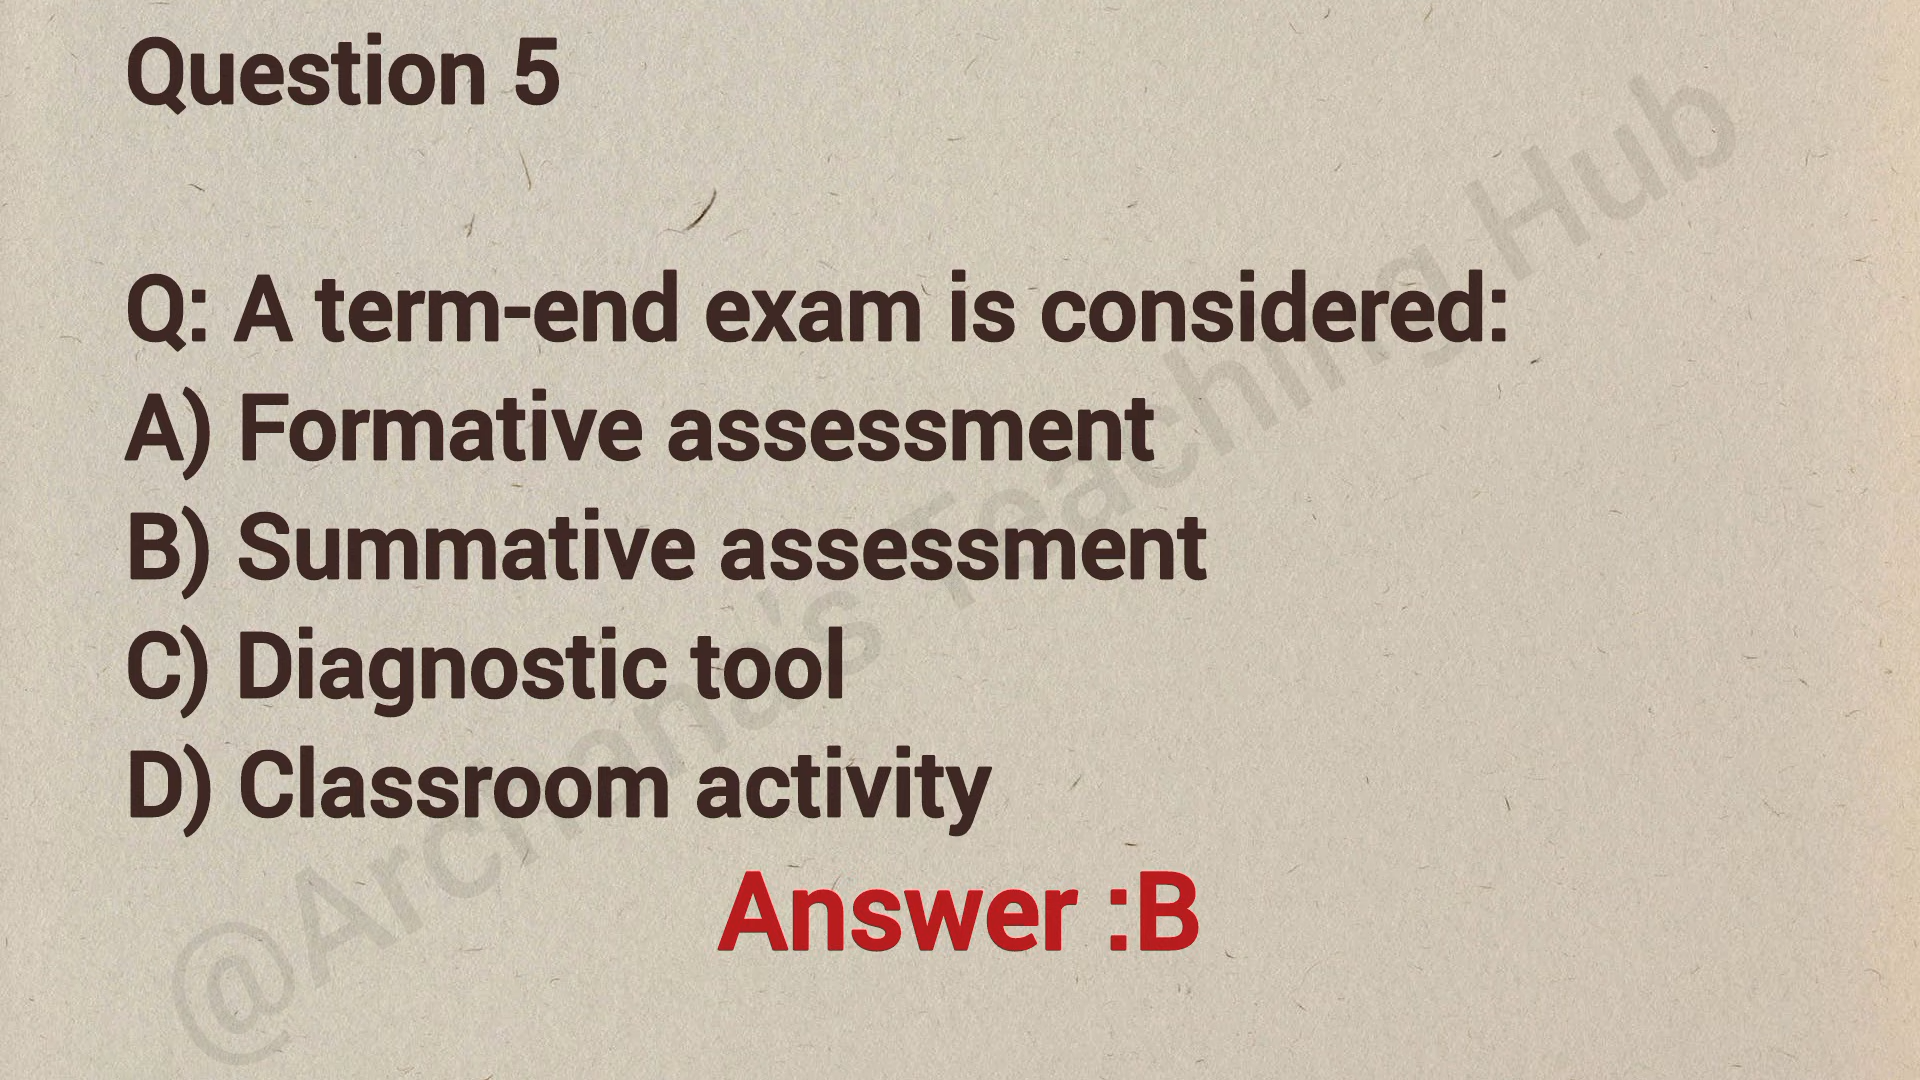 Question 5
Q: A term-end exam is considered:
A) Formative assessment
B) Summative assessment
C) Diagnostic tool
D) Classroom activity
Answer :B
@Archana's Teaching Hub